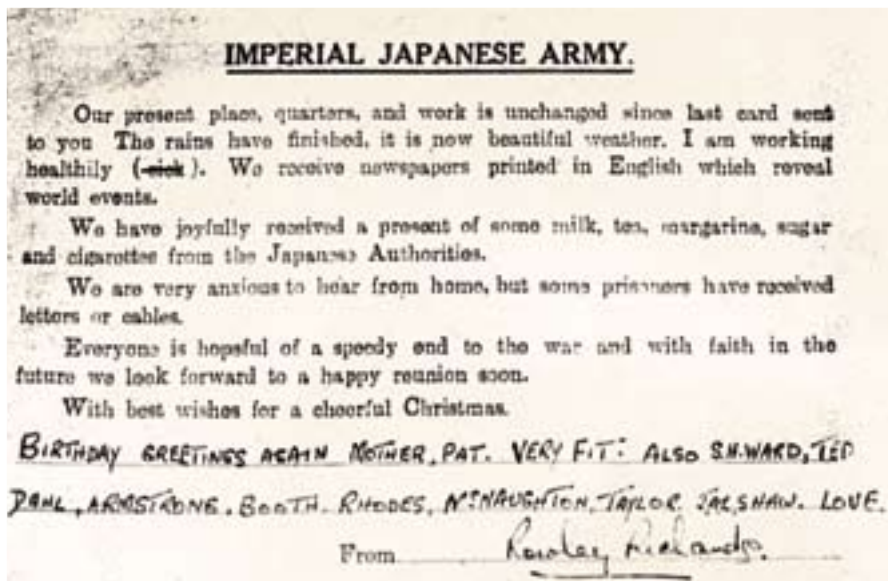 IMPERIAL JAPANESE ARMY.
Our present place, quarters, and work is unchanged since last card sent
to you The rains have finished, it is now beautiful weather. I am working
healthily (sick). We receive newspapers printed in English which reveal
world events.
We have joyfully received a present of some milk, tea, margarine, sugar
and cigarettes from the Japanese Authorities.
We are very anxious to hear from home, but some prisoners have received
letters or cables.
Everyone is hopeful of a speedy end to the war and with faith in the
future we look forward to a happy reunion soon.
With best wishes for a cheerful Christmas.
BIRTHDAY GREETINGS AGAIN MOTHER, PAT. VERY FIT: ALSO S.H.WARD, TED
DAHL, ARMSTRONG. BOOTH. RHODES, McNAUGHTON, TAYLOR. LOVE.
From Rowley Richards.